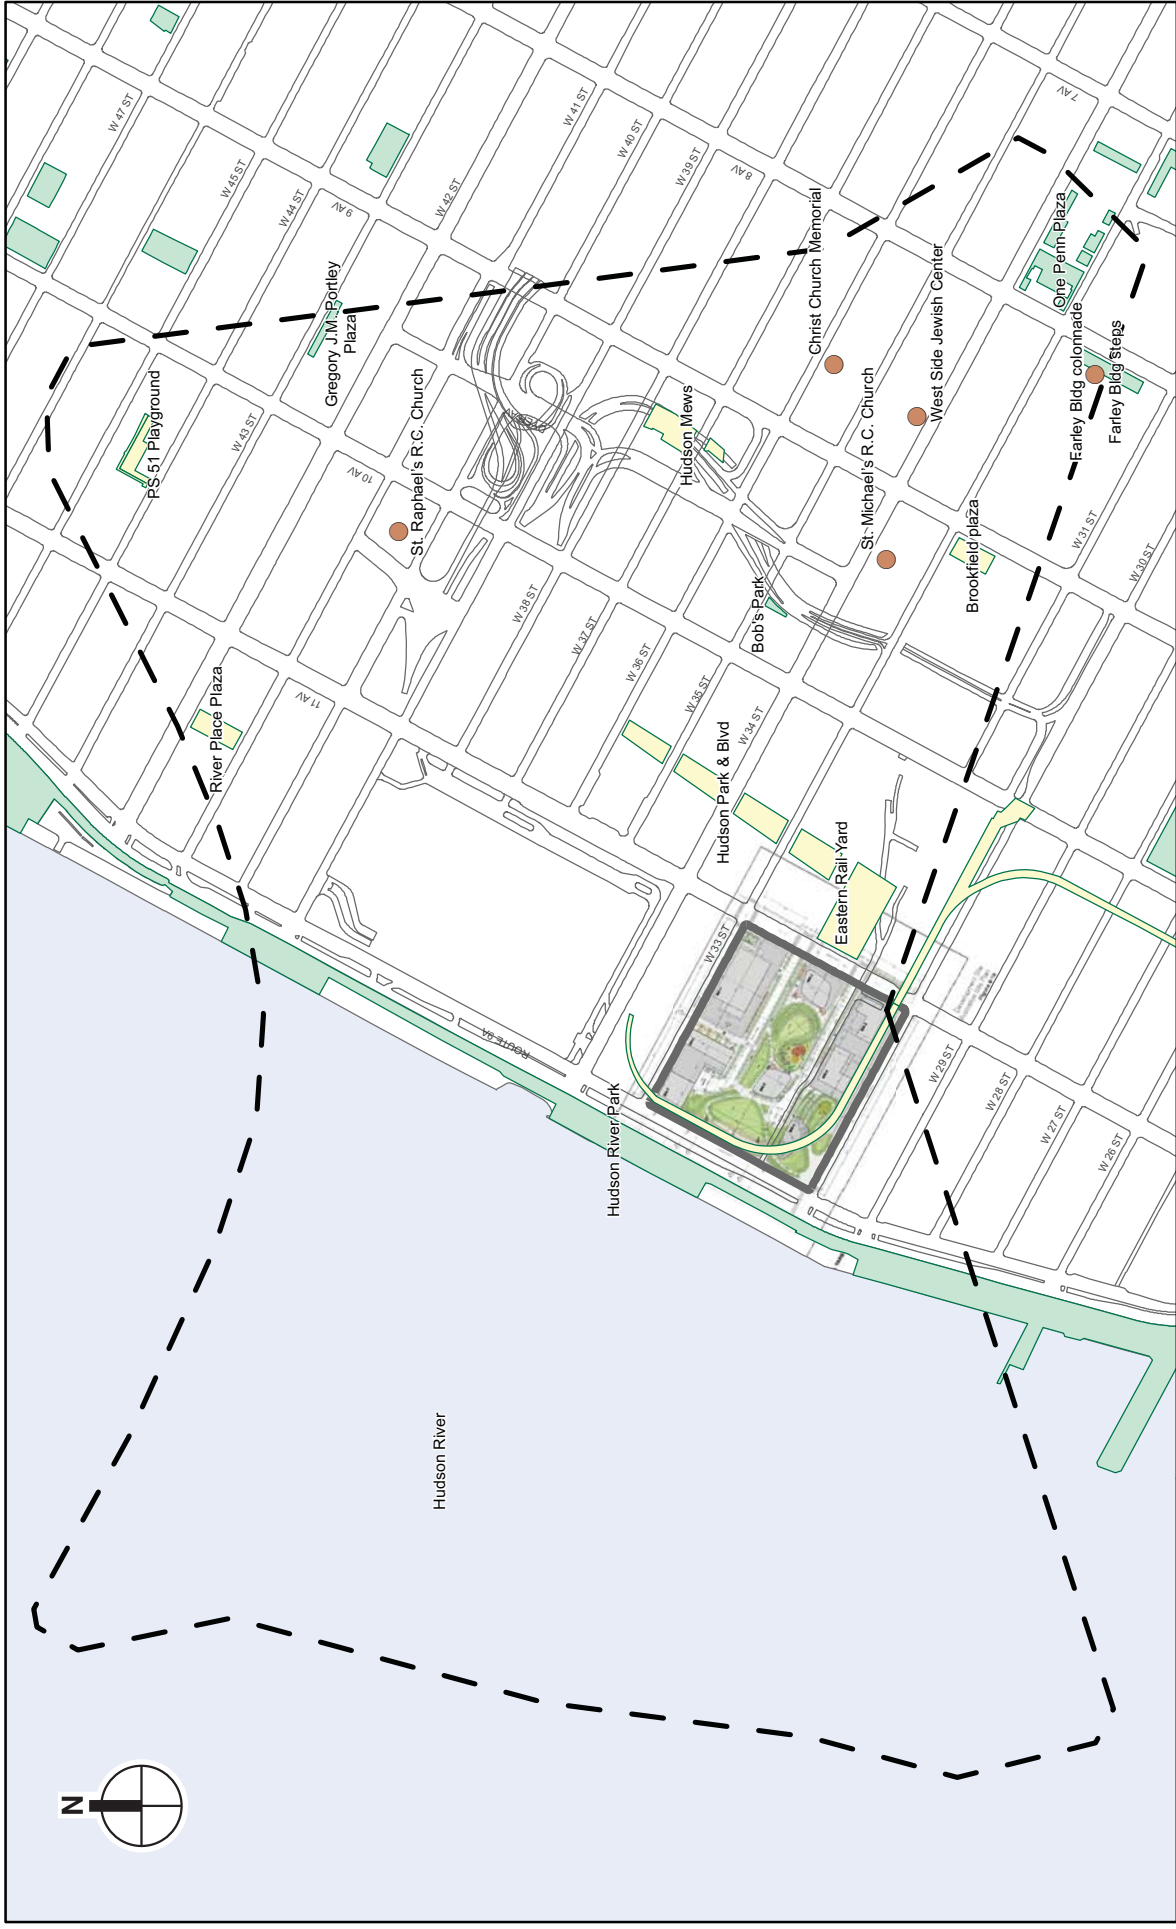 W 47 ST
W 45 ST
W 44 ST
9 AV
W 42 ST
W 41 ST
W 40 ST
W 39 ST
8 AV
7 AV
PS 51 Playground
W 43 ST
Gregory J.M. Portley
Plaza
10 AV
St. Raphael's R.C. Church
Hudson Mews
Christ Church Memorial
West Side Jewish Center
St. Michael's R.C. Church
One Penn Plaza
Farley Bldg colonnade
Farley Bldg steps
Brookfield plaza
W 31 ST
W 30 ST
River Place Plaza
11 AV
W 38 ST
W 37 ST
W 36 ST
W 35 ST
W 34 ST
Bob's Park
Hudson Park & Blvd
Eastern Rail Yard
W 33 ST
ROUTE 9A
Hudson River Park
W 29 ST
W 28 ST
W 27 ST
W 26 ST
Hudson River
N